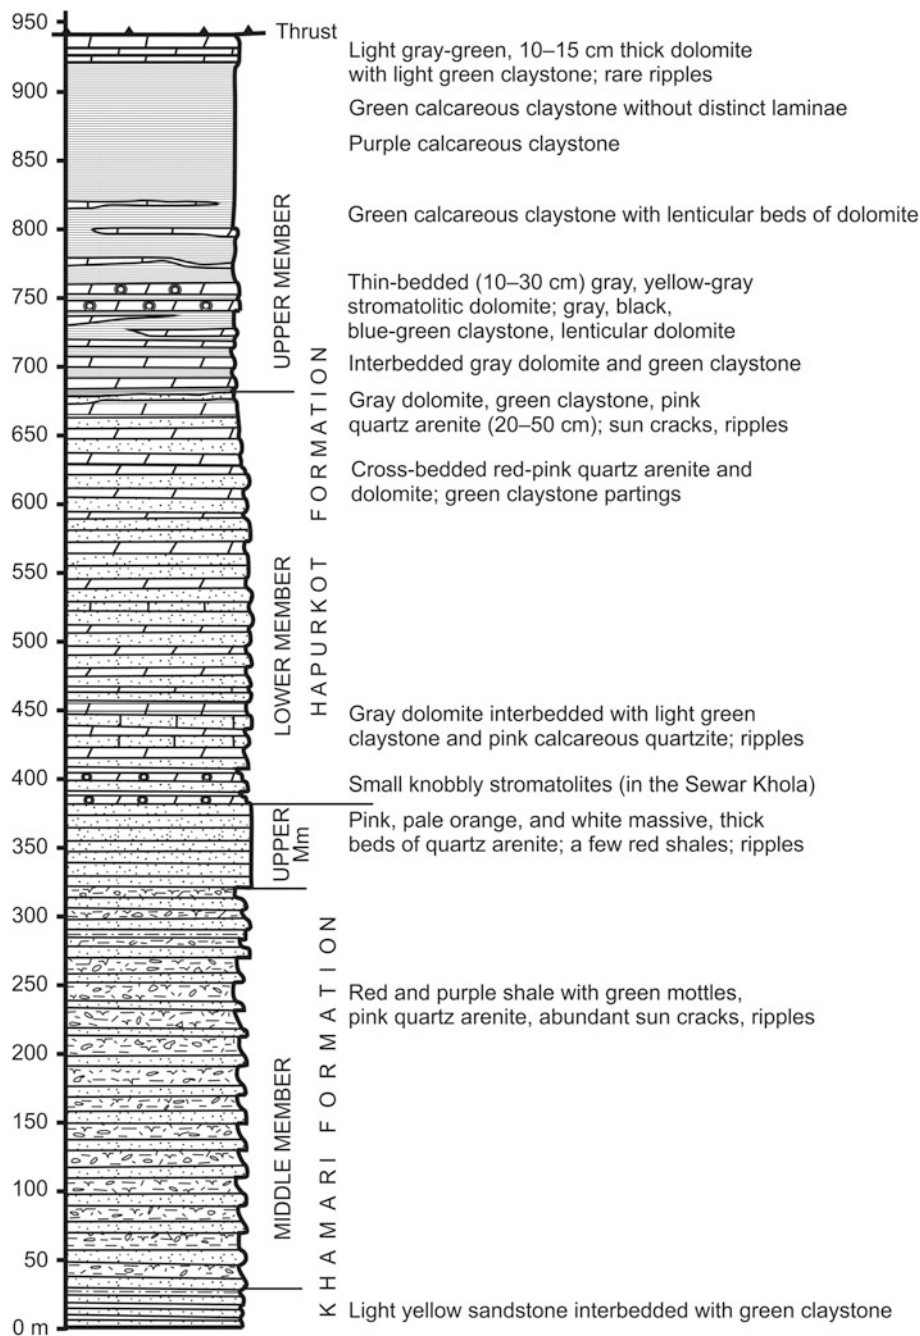 950
Thrust
Light gray-green, 10–15 cm thick dolomite
with light green claystone; rare ripples
900
Green calcareous claystone without distinct laminae
Purple calcareous claystone
850
Green calcareous claystone with lenticular beds of dolomite
800
UPPER MEMBER
Thin-bedded (10–30 cm) gray, yellow-gray
stromatolitic dolomite; gray, black,
blue-green claystone, lenticular dolomite
750
Interbedded gray dolomite and green claystone
700
Gray dolomite, green claystone, pink
quartz arenite (20–50 cm); sun cracks, ripples
650
Cross-bedded red-pink quartz arenite and
dolomite; green claystone partings
600
HAPURKOT FORMATION
550
LOWER MEMBER
500
450
Gray dolomite interbedded with light green
claystone and pink calcareous quartzite; ripples
400
Small knobbly stromatolites (in the Sewar Khola)
Pink, pale orange, and white massive, thick
beds of quartz arenite; a few red shales; ripples
350
UPPER
Mm
300
250
Red and purple shale with green mottles,
pink quartz arenite, abundant sun cracks, ripples
200
KHAMARI FORMATION
150
MIDDLE MEMBER
100
50
Light yellow sandstone interbedded with green claystone
0 m